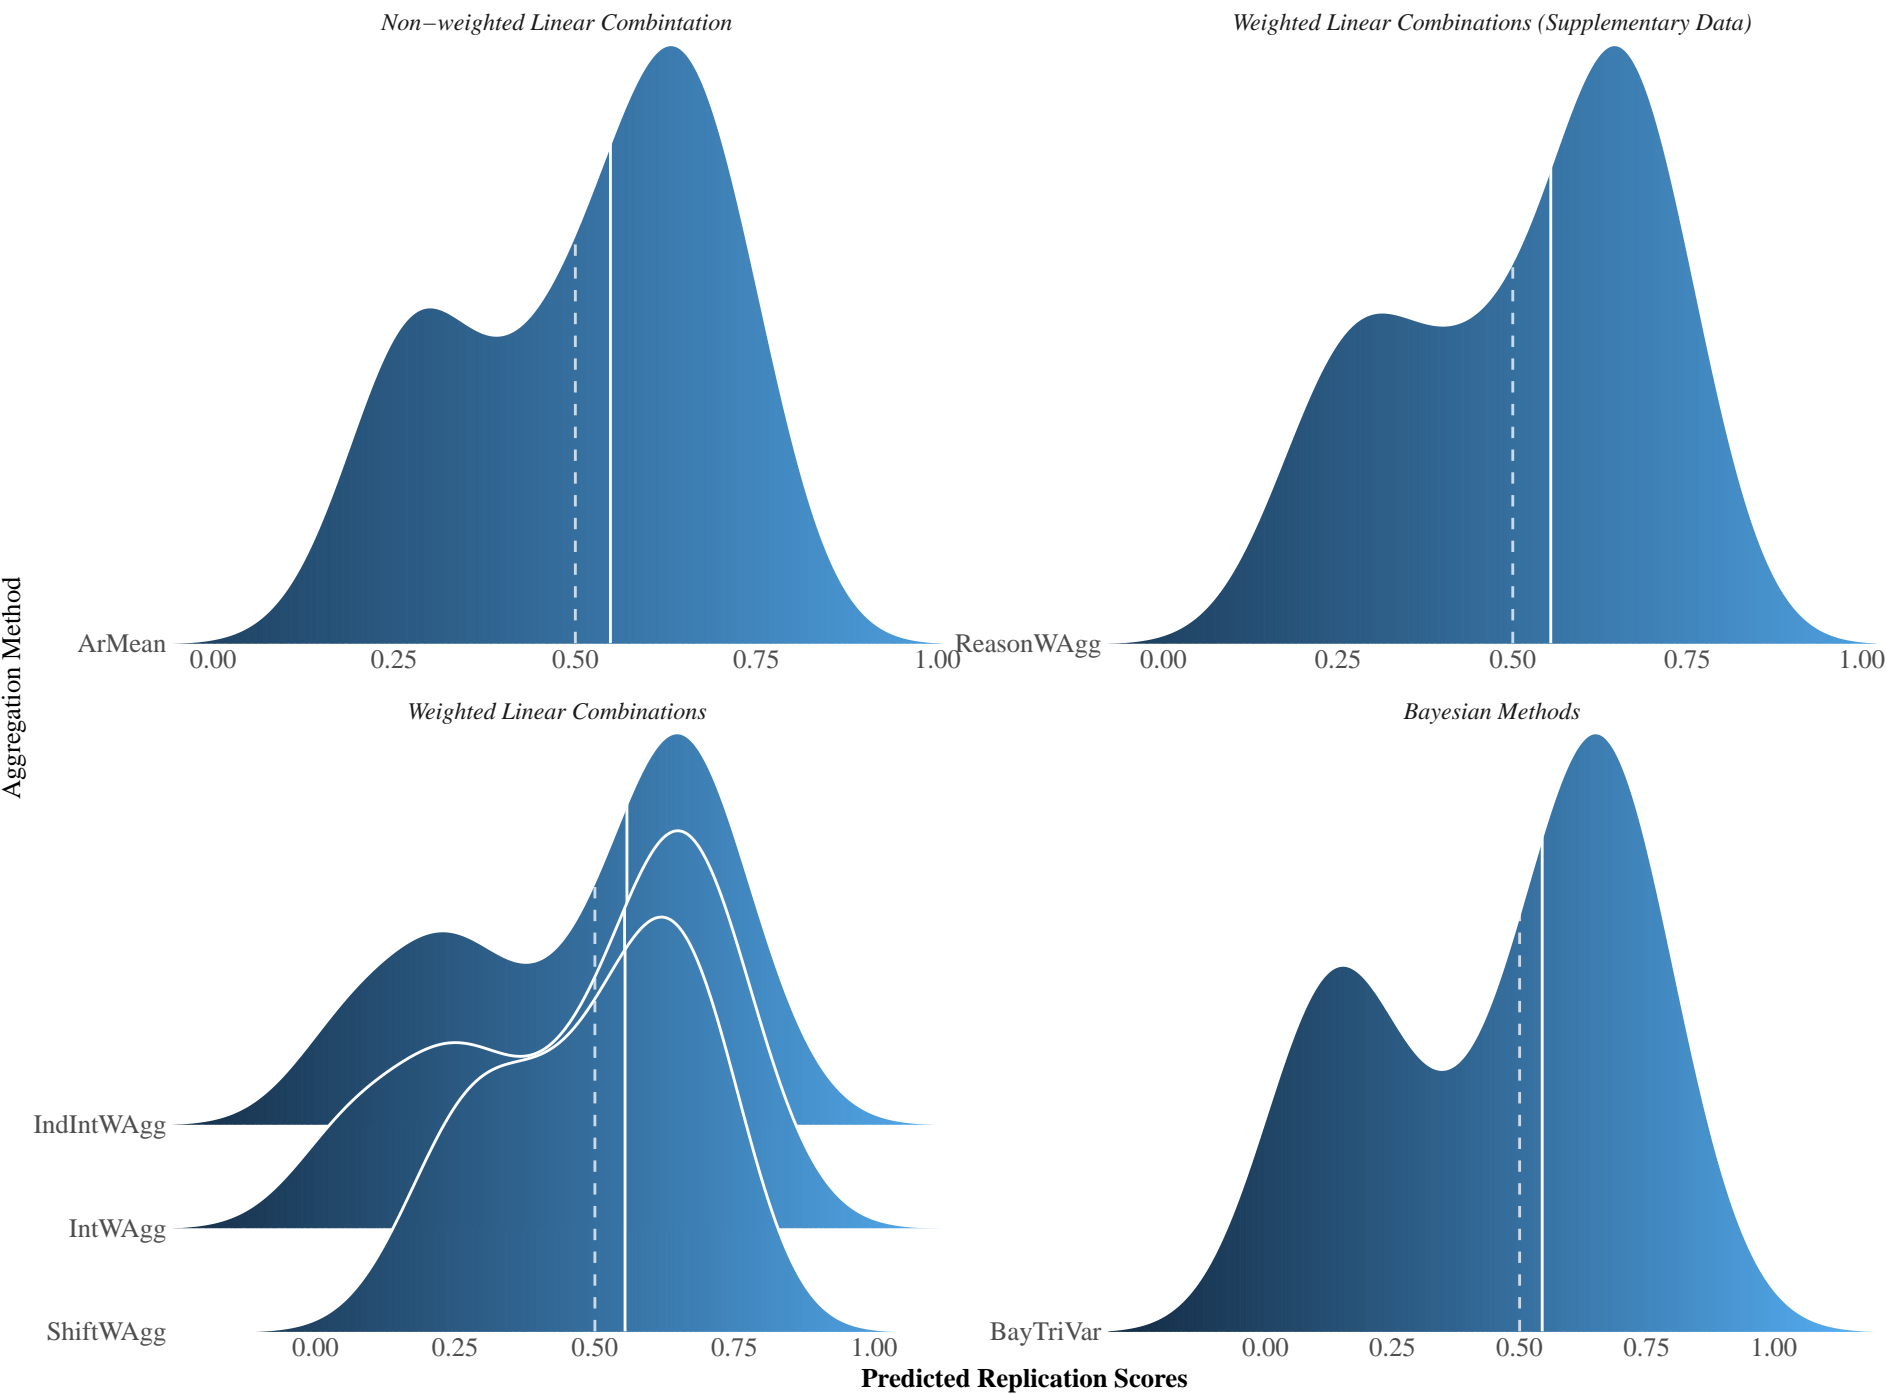 Non−weighted Linear Combintation
Weighted Linear Combinations (Supplementary Data)
Aggregation Method
ArMean
0.00 0.25 0.50 0.75 1.00
ReasonWAgg
0.00 0.25 0.50 0.75 1.00
Weighted Linear Combinations
Bayesian Methods
IndIntWAgg
IntWAgg
ShiftWAgg
0.00 0.25 0.50 0.75 1.00
BayTriVar
0.00 0.25 0.50 0.75 1.00
Predicted Replication Scores